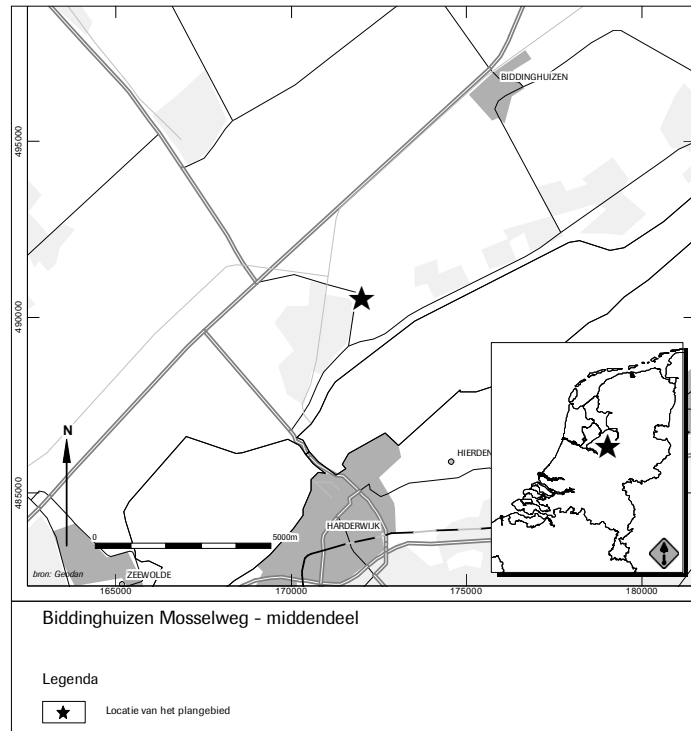 BIDDINGHUIZEN
495000
490000
485000
N
HIERDEN
HARDERWIJK
0 5000m
bron: Geodan
ZEEWOLDE
165000 170000 175000 180000
Biddinghuizen Mosselweg - middendeel
Legenda
Locatie van het plangebied